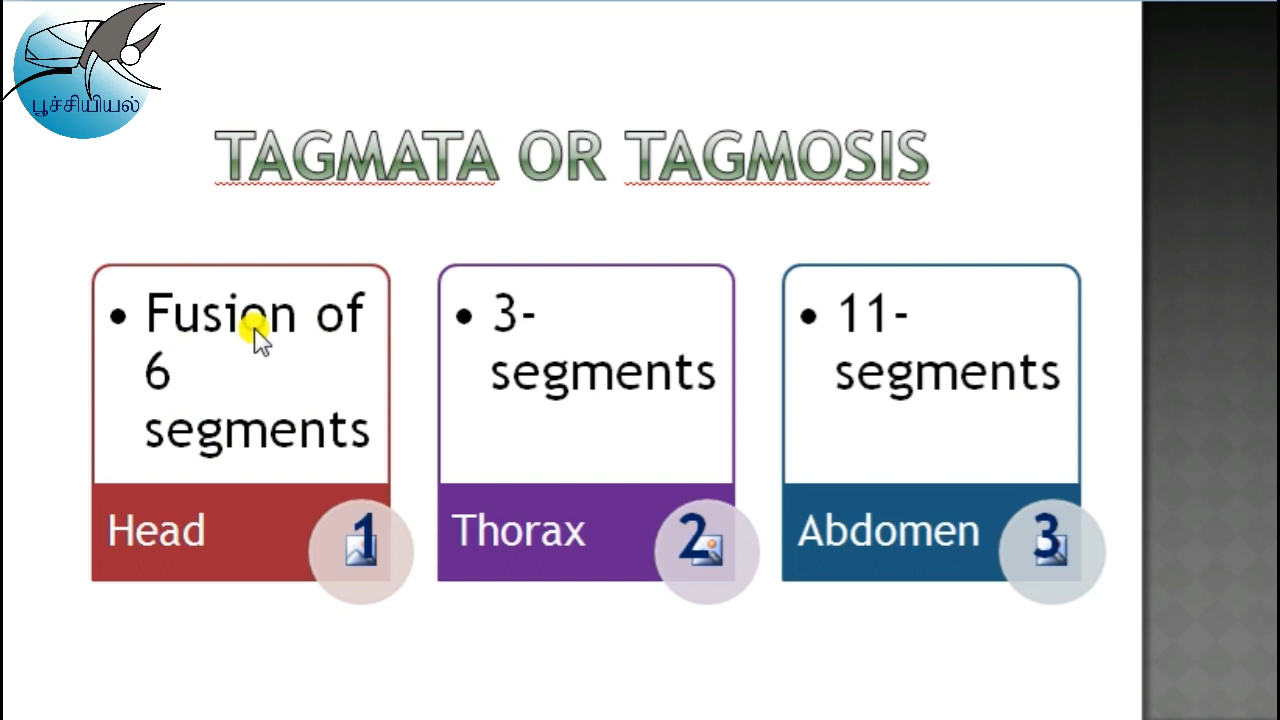 பூச்சியியல்
TAGMATA OR TAGMOSIS
• Fusion of
6
segments
Head
1
• 3-
segments
Thorax
2
• 11-
segments
Abdomen
3